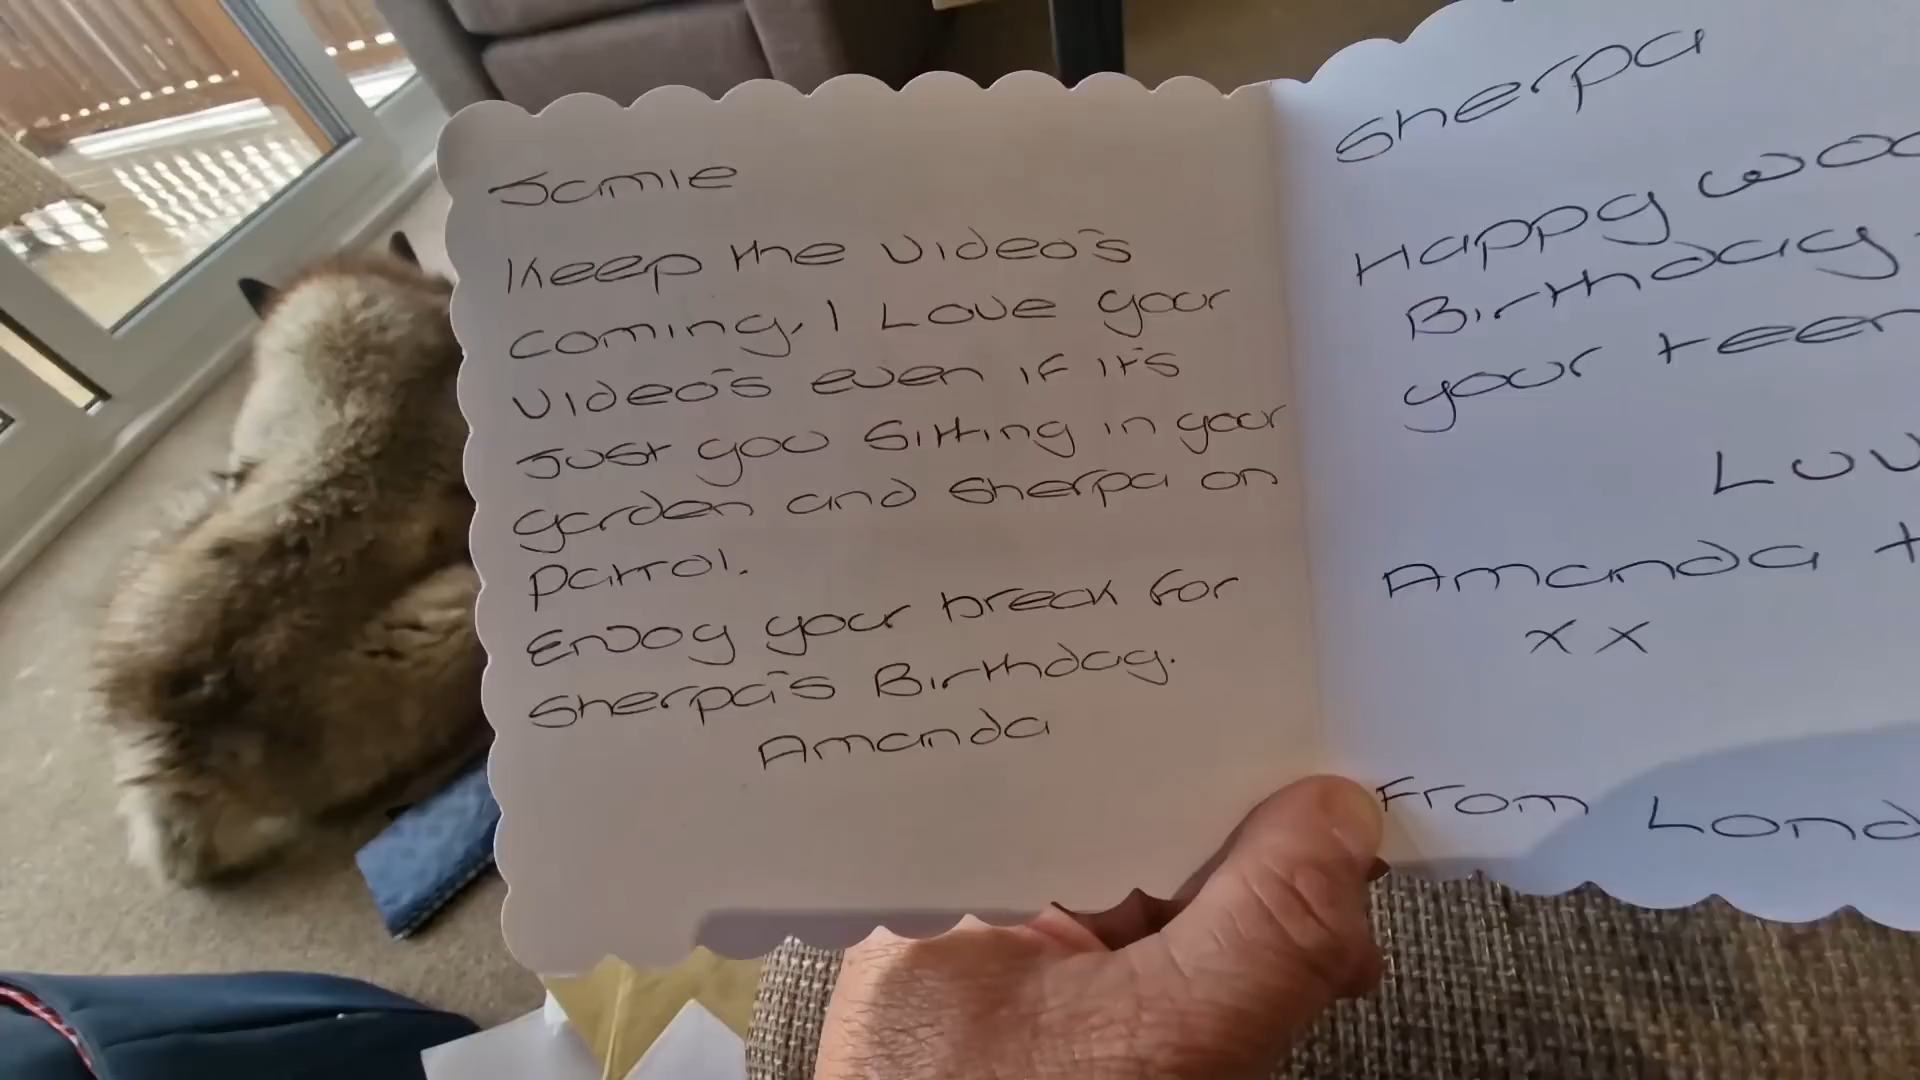 Jamie
Keep the video's
coming, I Love your
video's even if it's
Just you sitting in your
garden and Sherpa on
Patrol.
Enjoy your break for
Sherpa's Birthday.
Amanda
Sherpa
Happy
Birthday
your
Amanda
x x
From